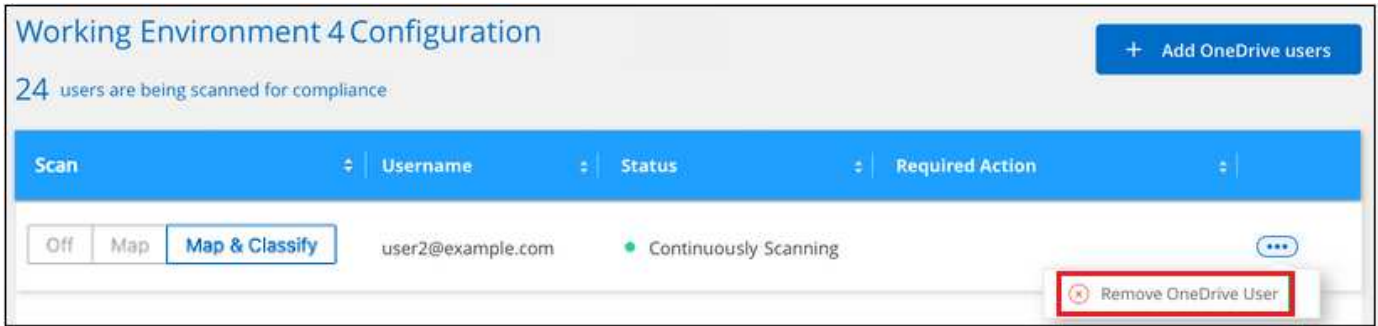 Working Environment 4 Configuration
+ Add OneDrive users
24 users are being scanned for compliance
Scan Username Status Required Action
Off Map Map & Classify user2@example.com Continuously Scanning
Remove OneDrive User